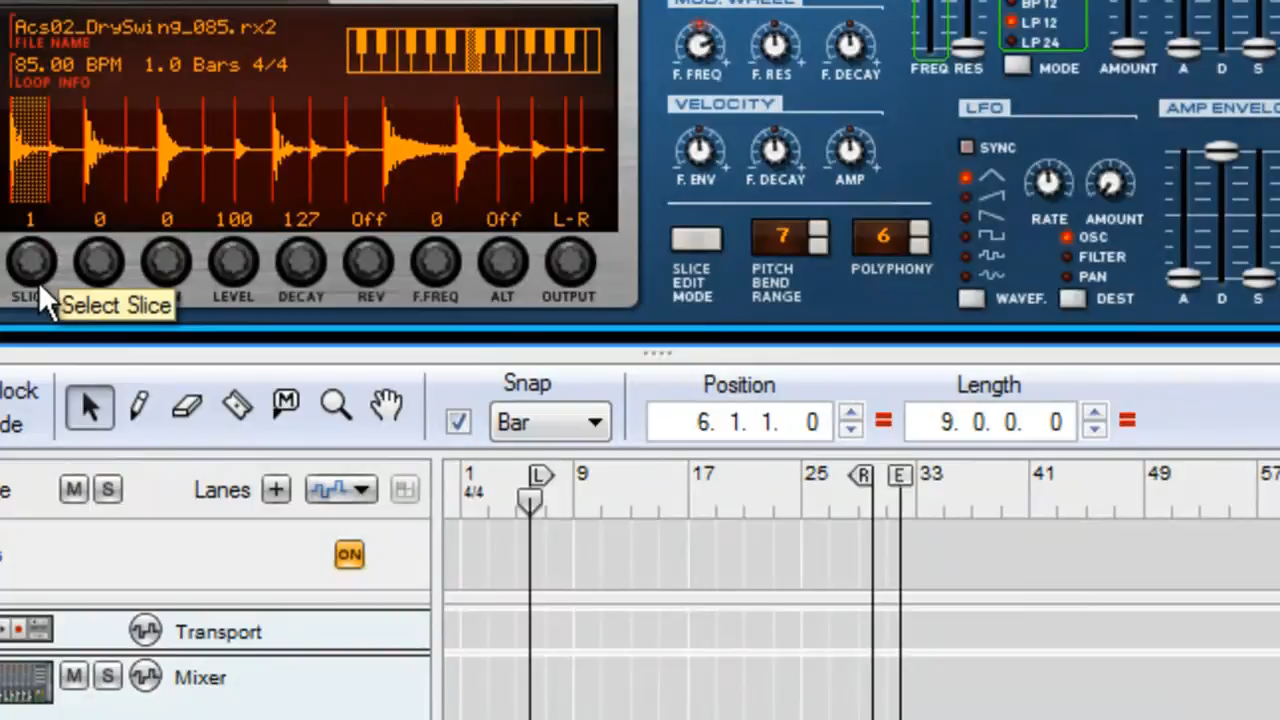 Acs02_DrySwing_085.rx2
FILE NAME
85.00 BPM 1.0 Bars 4/4
LOOP INFO
1 0 0 100 127 Off 0 Off L-R
LEVEL DECAY REV F.FREQ ALT OUTPUT
Select Slice
MOD. WHEEL
F. FREQ F. RES F. DECAY
VELOCITY
F. ENV F. DECAY AMP
SLICE EDIT MODE
7
PITCH BEND RANGE
6
POLYPHONY
BP 12
LP 12
LP 24
FREQ RES MODE AMOUNT A D S
LFO
SYNC
RATE AMOUNT
OSC
FILTER
PAN
WAVEF. DEST
AMP ENVELO
A D S
Snap
Bar
Position
6. 1. 1. 0
Length
9. 0. 0. 0
M S Lanes
1 L 9 17 25 R E 33 41 49 57
4/4
ON
Transport
M S Mixer